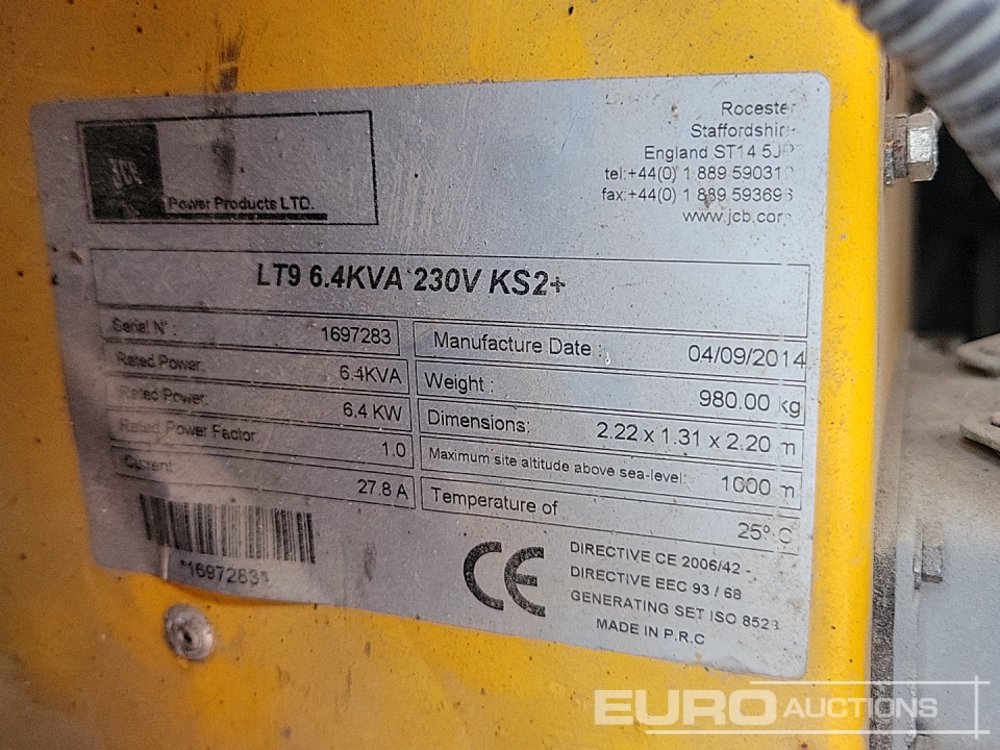 JCB
Power Products LTD.
Rocester
Staffordshire
England ST14 5JP
tel:+44(0) 1 889
fax:+44(0) 1 889
www.jcb.com
LT9 6.4KVA 230V KS2+
Serial N° : 1697283
Rated Power: 6.4KVA
Rated Power: 6.4 KW
Rated Power Factor: 1.0
Current 27.8 A
Manufacture Date : 04/09/2014
Weight : 980.00 kg
Dimensions: 2.22 x 1.31 x 2.20 m
Maximum site altitude above sea-level: 1000 m
Temperature of 25° C
*1697283*
CE
DIRECTIVE CE 2006/42 -
DIRECTIVE EEC 93 / 68
GENERATING SET ISO 8528
MADE IN P.R.C
EURO AUCTIONS